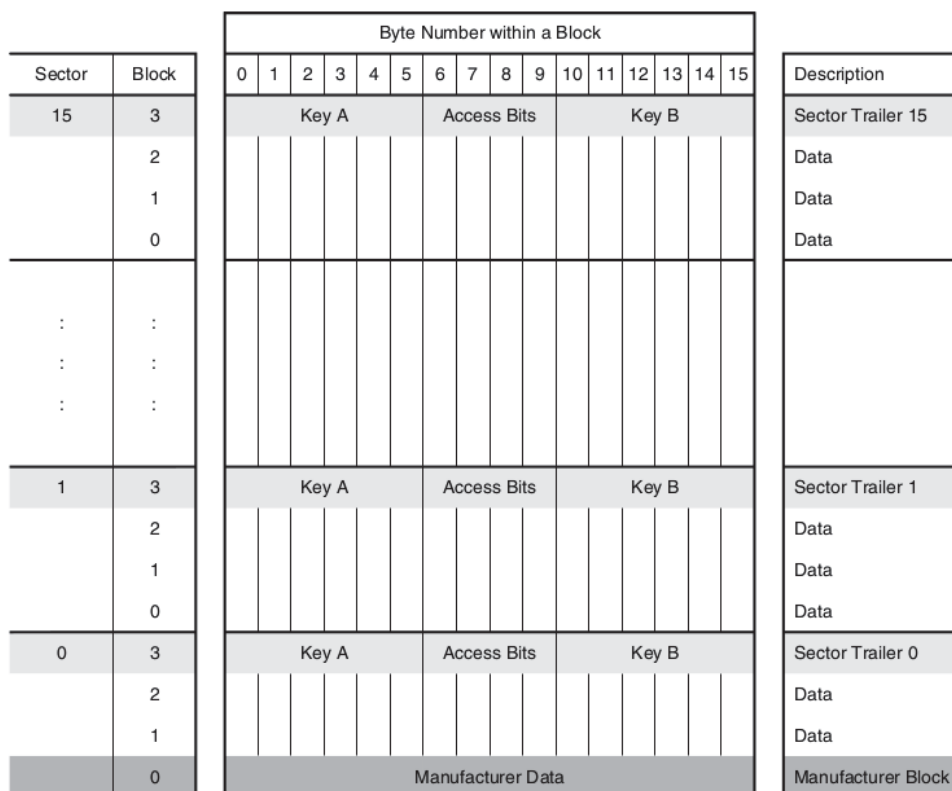 Byte Number within a Block
Sector Block 0 1 2 3 4 5 6 7 8 9 10 11 12 13 14 15 Description
15 3 Key A Access Bits Key B Sector Trailer 15
2 Data
1 Data
0 Data
: :
: :
: :
1 3 Key A Access Bits Key B Sector Trailer 1
2 Data
1 Data
0 Data
0 3 Key A Access Bits Key B Sector Trailer 0
2 Data
1 Data
0 Manufacturer Data Manufacturer Block